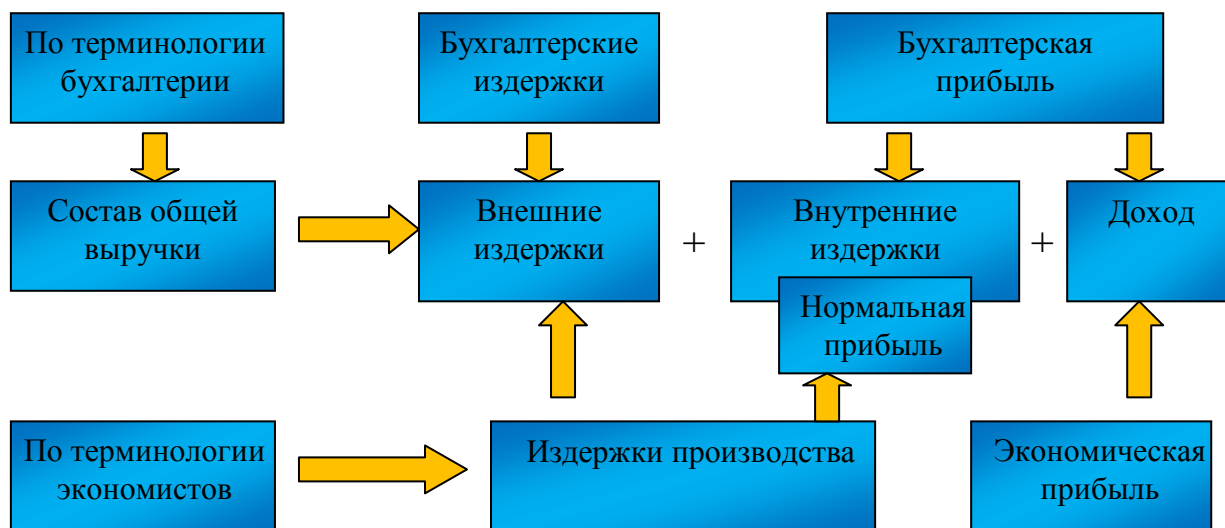 По терминологии
бухгалтерии
Бухгалтерские
издержки
Бухгалтерская
прибыль
Состав общей
выручки
Внешние
издержки
+
Внутренние
издержки
+
Доход
Нормальная
прибыль
По терминологии
экономистов
Издержки производства
Экономическая
прибыль